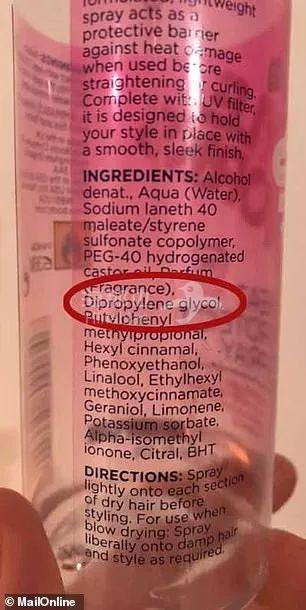 formulated, lightweight
spray acts as a
protective barrier
against heat damage
when used before
straightening or curling.
Complete with UV filter,
it is designed to hold
your style in place with
a smooth, sleek finish.
INGREDIENTS: Alcohol
denat., Aqua (Water),
Sodium laneth 40
maleate/styrene
sulfonate copolymer,
PEG-40 hydrogenated
castor oil, Parfum
(Fragrance),
Dipropylene glycol,
Butylphenyl
methylpropional,
Hexyl cinnamal,
Phenoxyethanol,
Linalool, Ethylhexyl
methoxycinnamate,
Geraniol, Limonene,
Potassium sorbate,
Alpha-isomethyl
ionone, Citral, BHT
DIRECTIONS: Spray
lightly onto each section
of dry hair before
styling. For use when
blow drying: Spray
liberally onto damp hair
and style as required.
© MailOnline